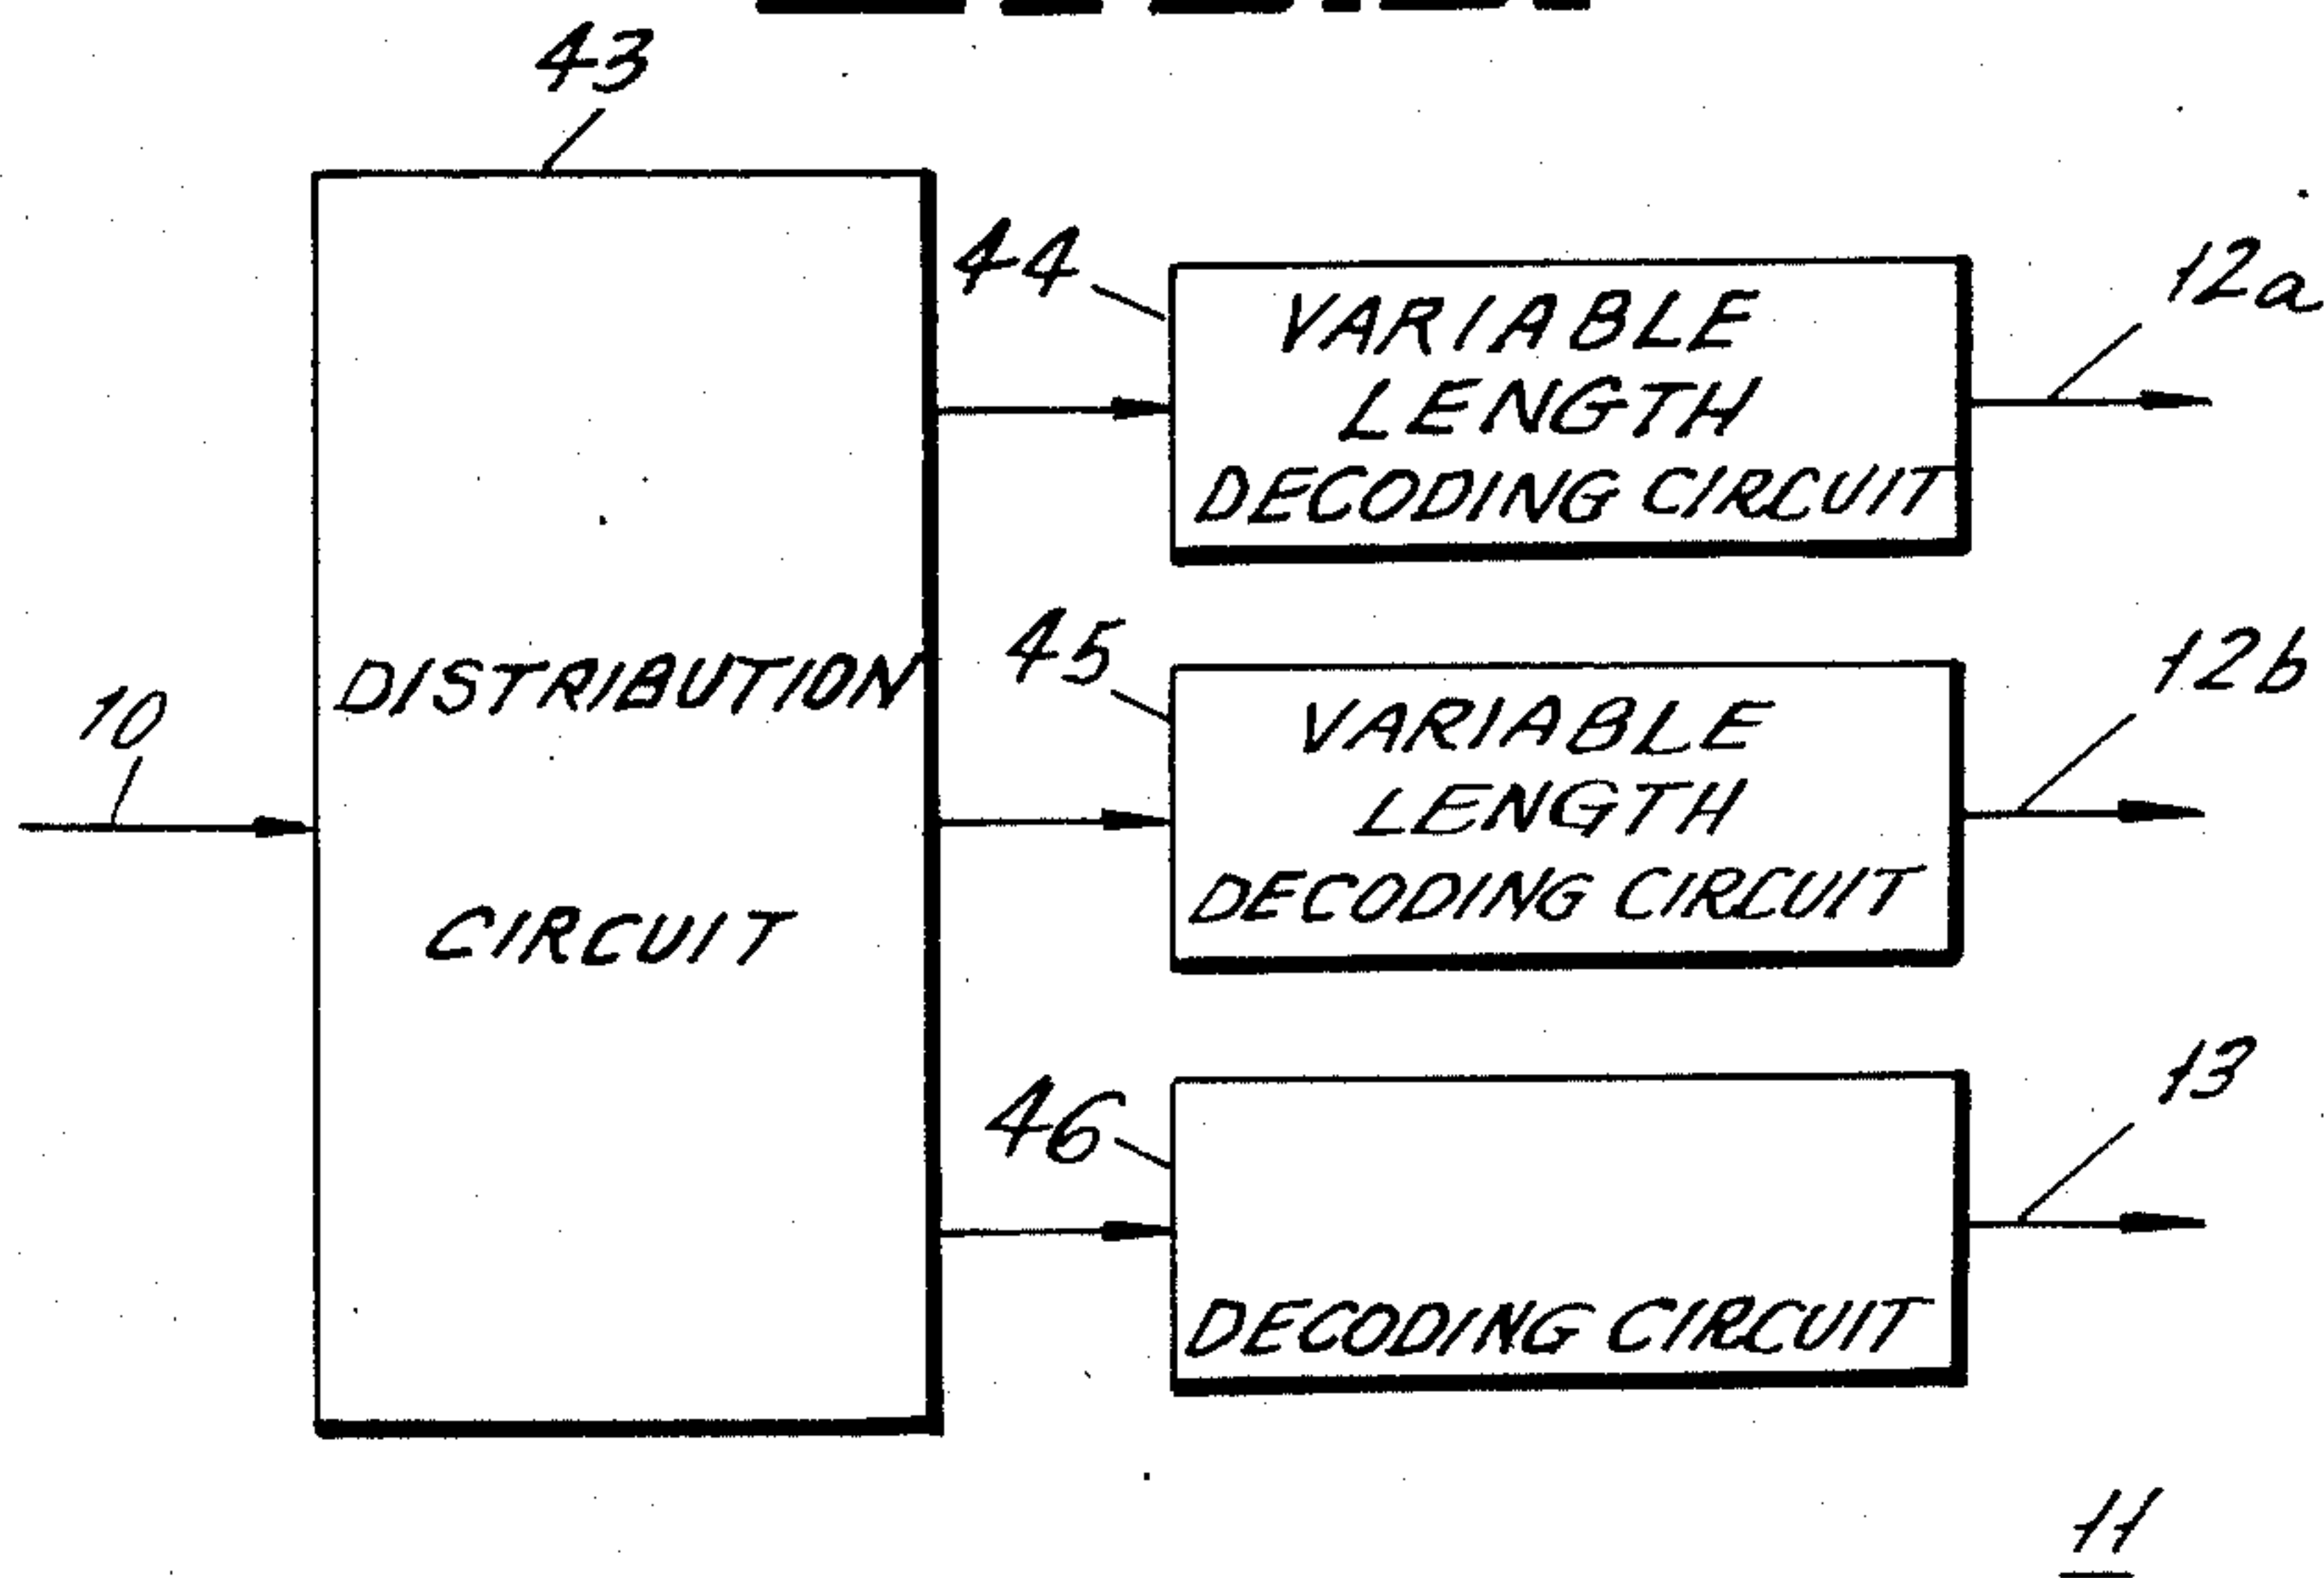 43
44
VARIABLE
LENGTH
DECODING CIRCUIT
12a
10
DISTRIBUTION
CIRCUIT
45
VARIABLE
LENGTH
DECODING CIRCUIT
12b
46
DECODING CIRCUIT
13
11